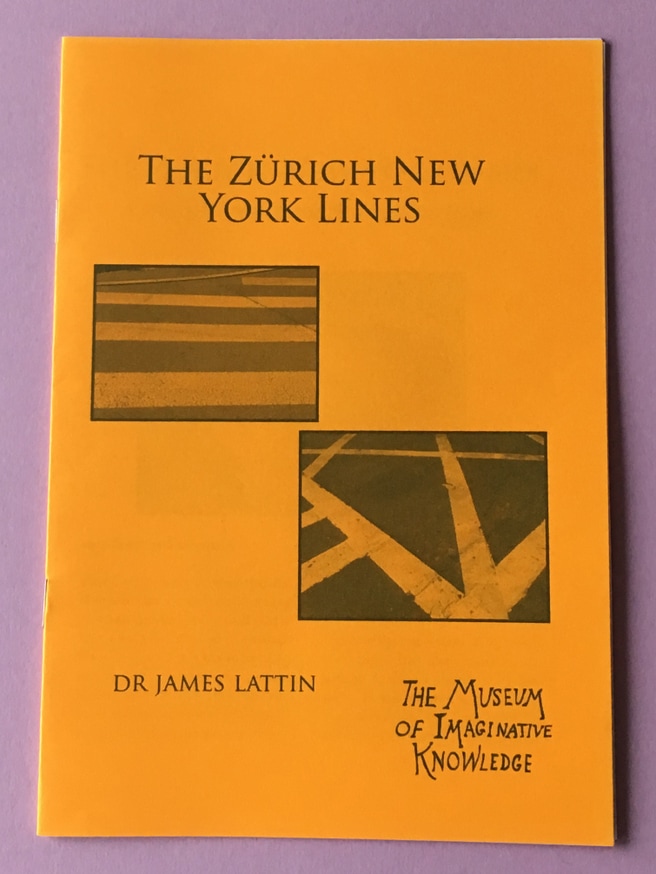 THE ZÜRICH NEW
YORK LINES
DR JAMES LATTIN
THE MUSEUM
OF IMAGINATIVE
KNOWLEDGE